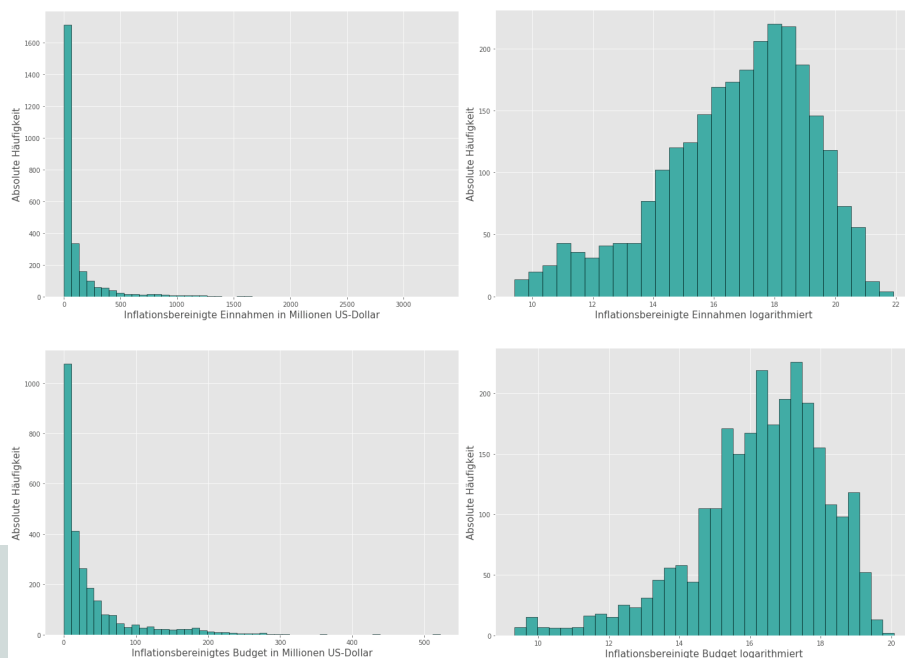 1600
1400
1200
1000
800
600
400
200
0
Absolute Häufigkeit
0 500 1000 1500 2000 2500 3000
Inflationsbereinigte Einnahmen in Millionen US-Dollar
200
150
100
50
0
Absolute Häufigkeit
10 12 14 16 18 20 22
Inflationsbereinigte Einnahmen logarithmiert
1000
800
600
400
200
0
Absolute Häufigkeit
0 100 200 300 400 500
Inflationsbereinigtes Budget in Millionen US-Dollar
200
150
100
50
0
Absolute Häufigkeit
10 12 14 16 18 20
Inflationsbereinigte Budget logarithmiert